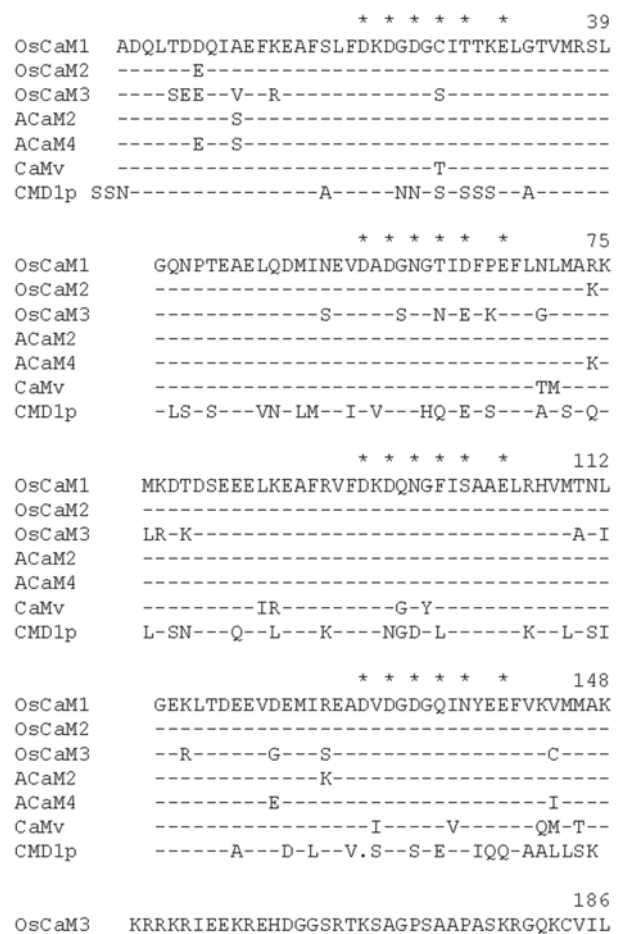 * * * * * * 39
OsCaM1 ADQLTDDQIAEFKEAFSLFDKDGDGCITTKELGTVMRSL
OsCaM2 ------E--------------------------------
OsCaM3 ----SEE--V--R------------S-------------
ACaM2 ---------S-----------------------------
ACaM4 ------E--S-----------------------------
CaMv -------------------------T-------------
CMD1p SSN---------------A-----NN-S-SSS--A------
* * * * * * 75
OsCaM1 GQNPTEAELQDMINEVDADGNGTIDFPEFLNLMARK
OsCaM2 ----------------------------------K-
OsCaM3 -------------S-----S--N-E-K---G-----
ACaM2 ------------------------------------
ACaM4 ----------------------------------K-
CaMv ------------------------------TM----
CMD1p -LS-S---VN-LM--I-V---HQ-E-S---A-S-Q-
* * * * * * 112
OsCaM1 MKDTDSEEELKEAFRVFDKDQNGFISAAELRHVMTNL
OsCaM2 -------------------------------------
OsCaM3 LR-K------------------------------A-I
ACaM2 -------------------------------------
ACaM4 -------------------------------------
CaMv ---------IR---------G-Y--------------
CMD1p L-SN---Q--L---K----NGD-L------K--L-SI
* * * * * * 148
OsCaM1 GEKLTDEEVDEMIREADVDGDGQINYEEFVKVMMAK
OsCaM2 ------------------------------------
OsCaM3 --R------G---S-----------------C----
ACaM2 -------------K----------------------
ACaM4 ---------E---------------------I----
CaMv -----------------I-----V------QM-T--
CMD1p ------A---D-L--V.S--S-E--IQQ-AALLSK
186
OsCaM3 KRRKRIEEKREHDGGSRTKSAGPSAAPASKRGQKCVIL